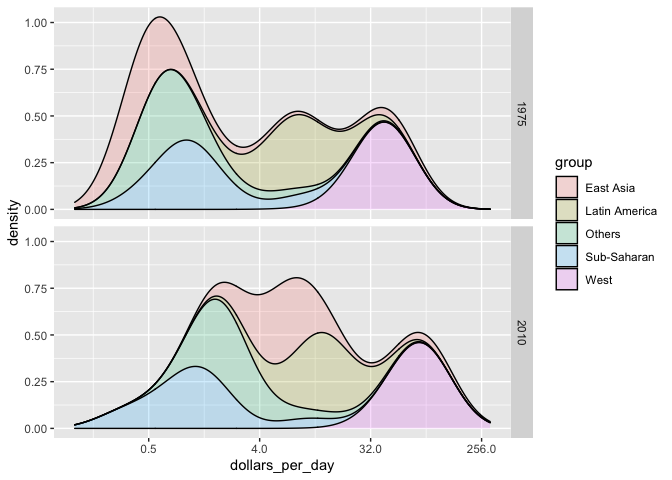 1.00
0.75
0.50
0.25
0.00
1975
density
1.00
0.75
0.50
0.25
0.00
2010
0.5 4.0 32.0 256.0
dollars_per_day
group
East Asia
Latin America
Others
Sub-Saharan
West